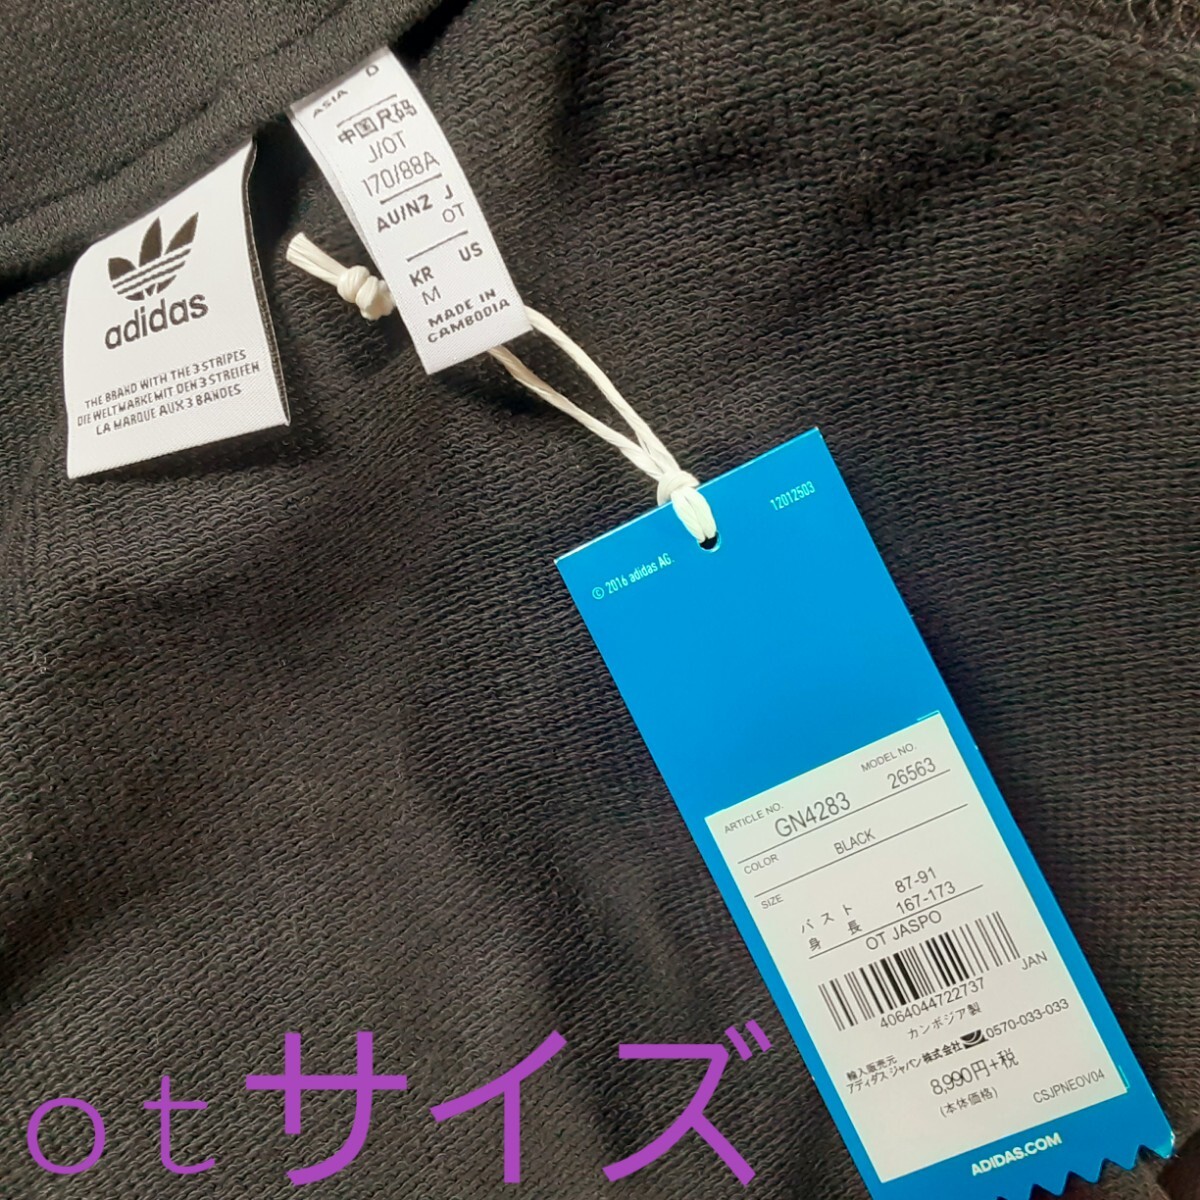 adidas
THE BRAND WITH THE 3 STRIPES
DIE WELTMARKE MIT DEN 3 STREIFEN
LA MARQUE AUX 3 BANDES
ASIA D
中国尺码
J/OT
170/88A
AU/NZ J
OT
KR US
M
MADE IN
CAMBODIA
© 2016 adidas AG.
12012503
ARTICLE NO. MODEL NO.
GN4283 26563
COLOR BLACK
SIZE
バスト 87-91
身長 167-173
OT JASPO
JAN
4064044722737
カンボジア製
輸入販売元
アディダス ジャパン株式会社 0570-033-033
8,990円+税
(本体価格)
CSJPNEOV04
ADIDAS.COM
otサイズ